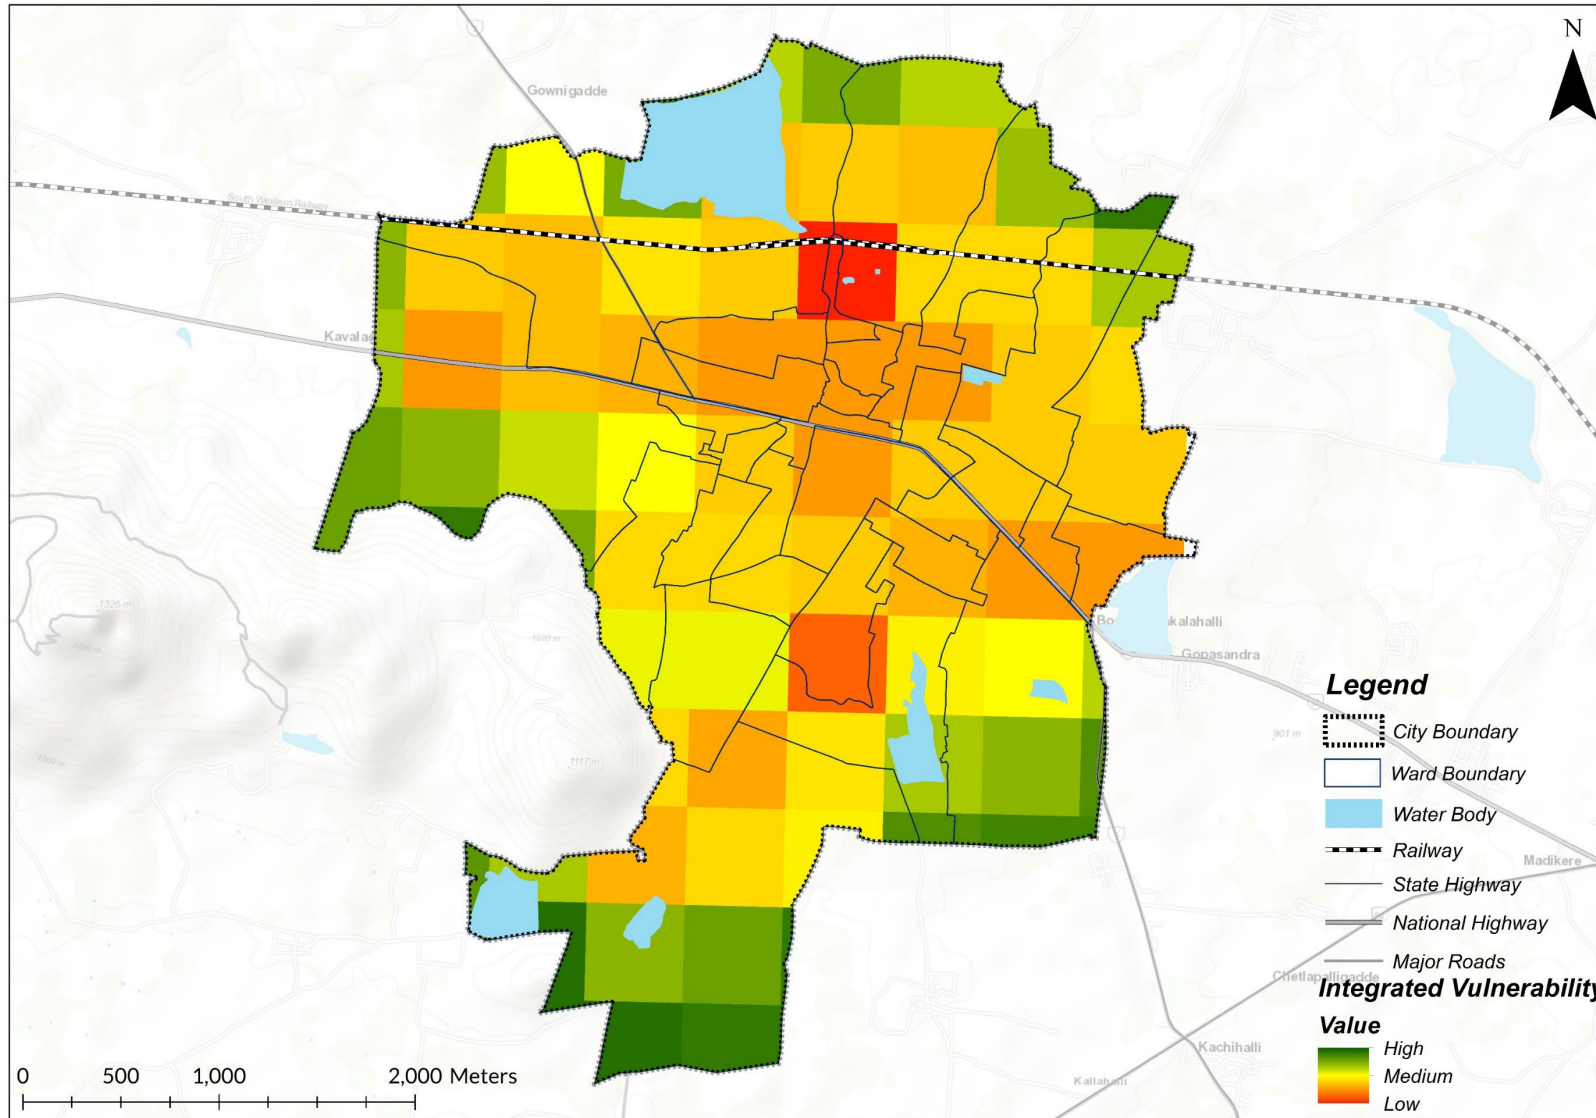 N
Gownigadde
South Western Railway
Kavala
1326 m
Gopasandra
kalahalli
Bo
901 m
1117 m
Madikere
Chetlapalligadde
Kachihalli
Kallahalli
Legend
City Boundary
Ward Boundary
Water Body
Railway
State Highway
National Highway
Major Roads
Integrated Vulnerability
Value
High
Medium
Low
0 500 1,000 2,000 Meters